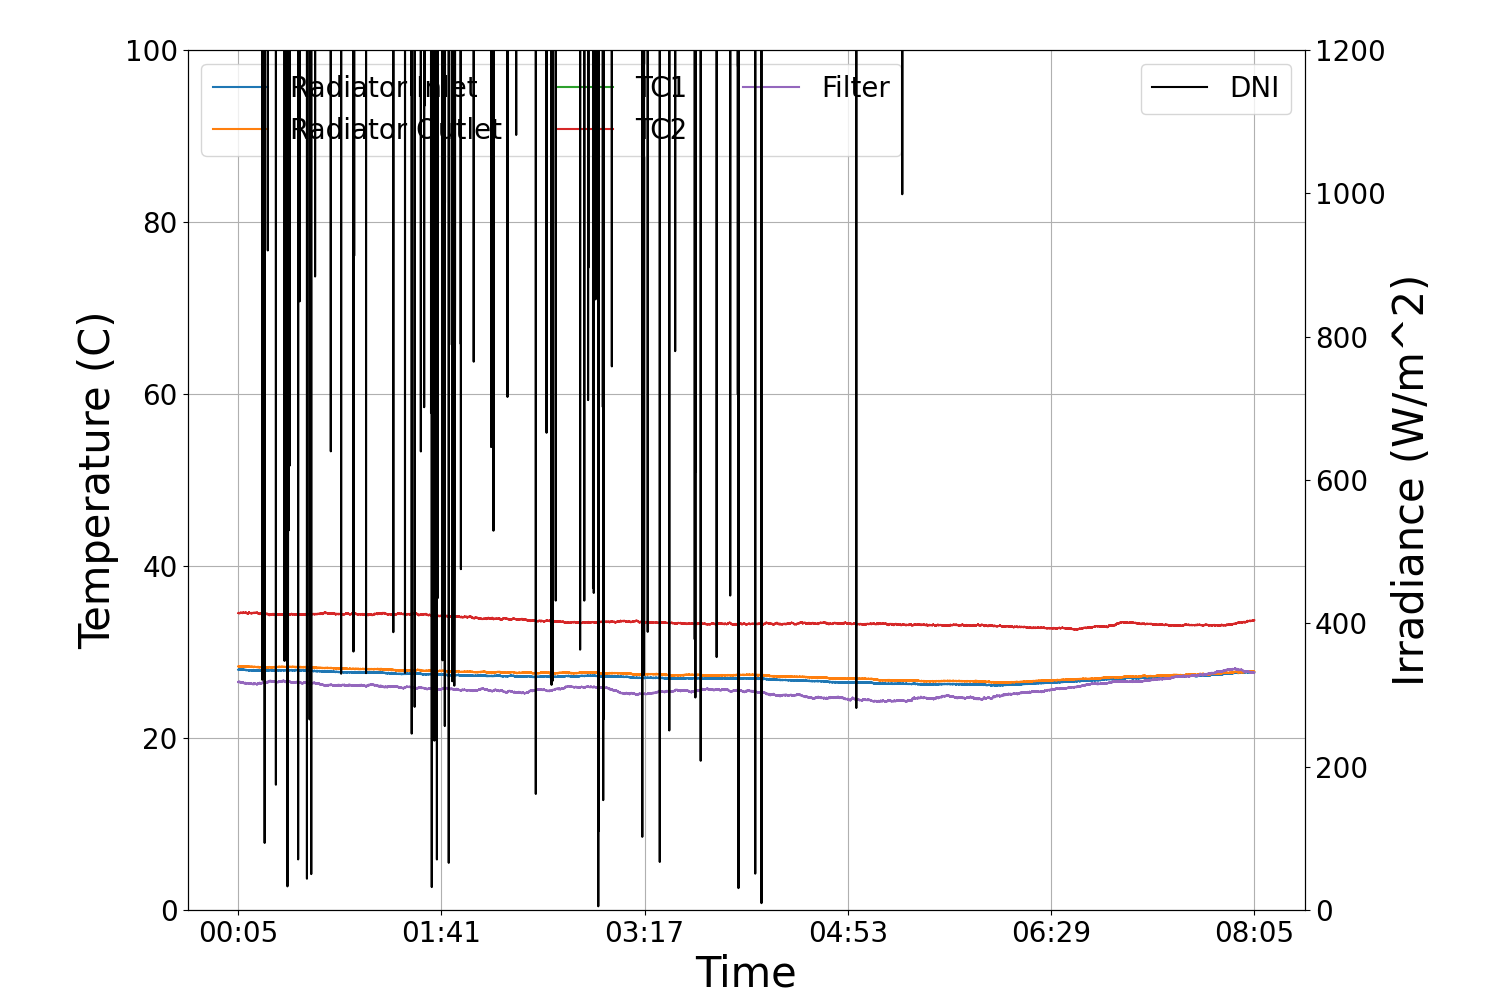 100
80
60
40
20
0
Temperature (C)
Radiator Inlet
Radiator Outlet
TC1
TC2
Filter
DNI
1200
1000
800
600
400
200
0
Irradiance (W/m^2)
00:05 01:41 03:17 04:53 06:29 08:05
Time